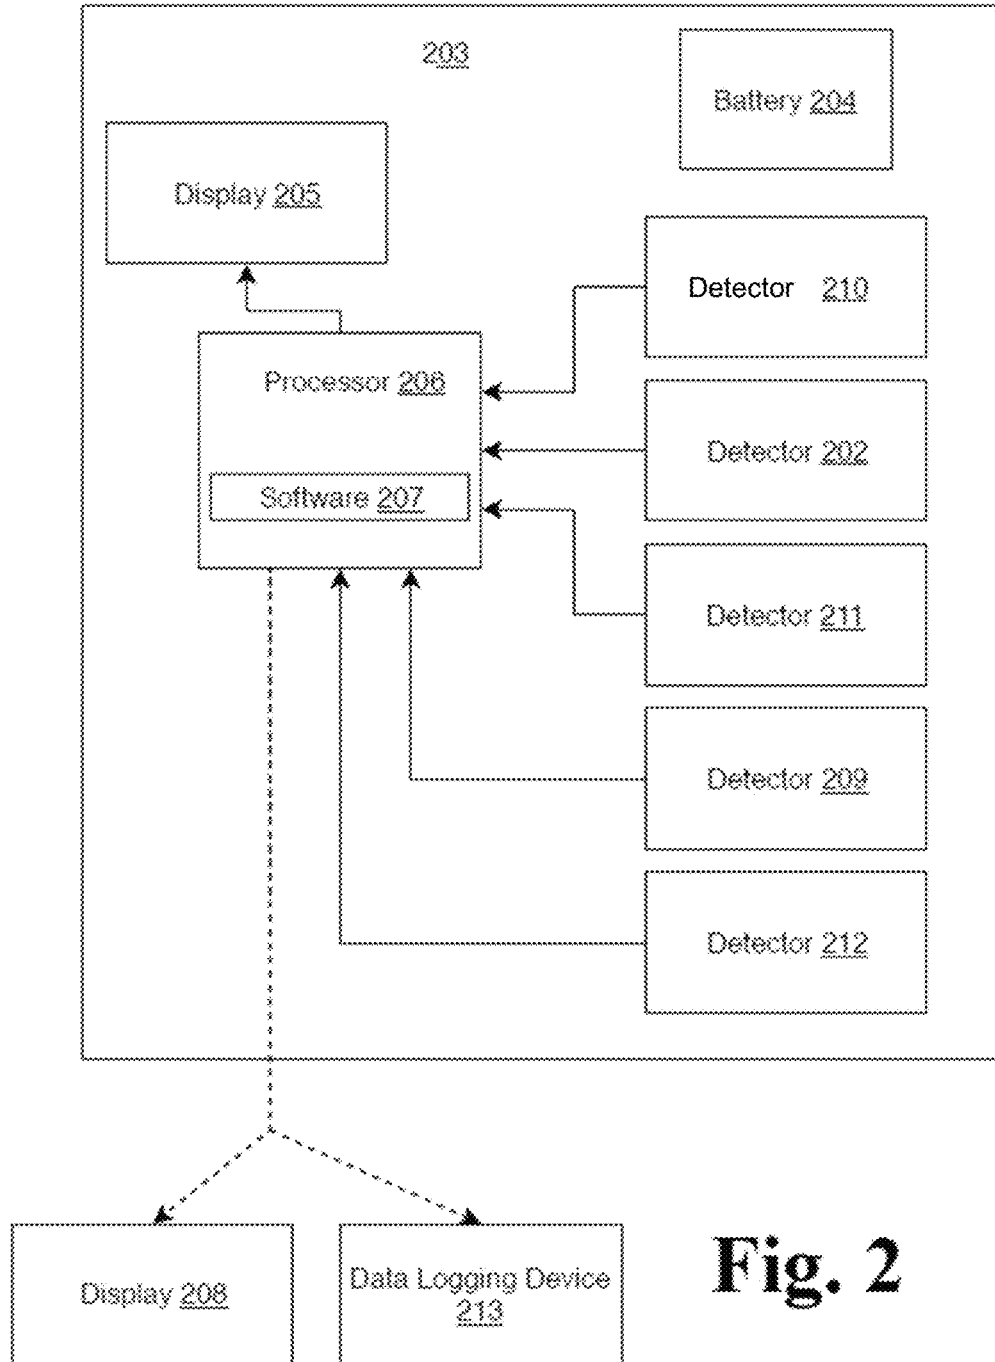 203
Battery 204
Display 205
Detector 210
Processor 206
Detector 202
Software 207
Detector 211
Detector 209
Detector 212
Display 208
Data Logging Device
213
Fig. 2